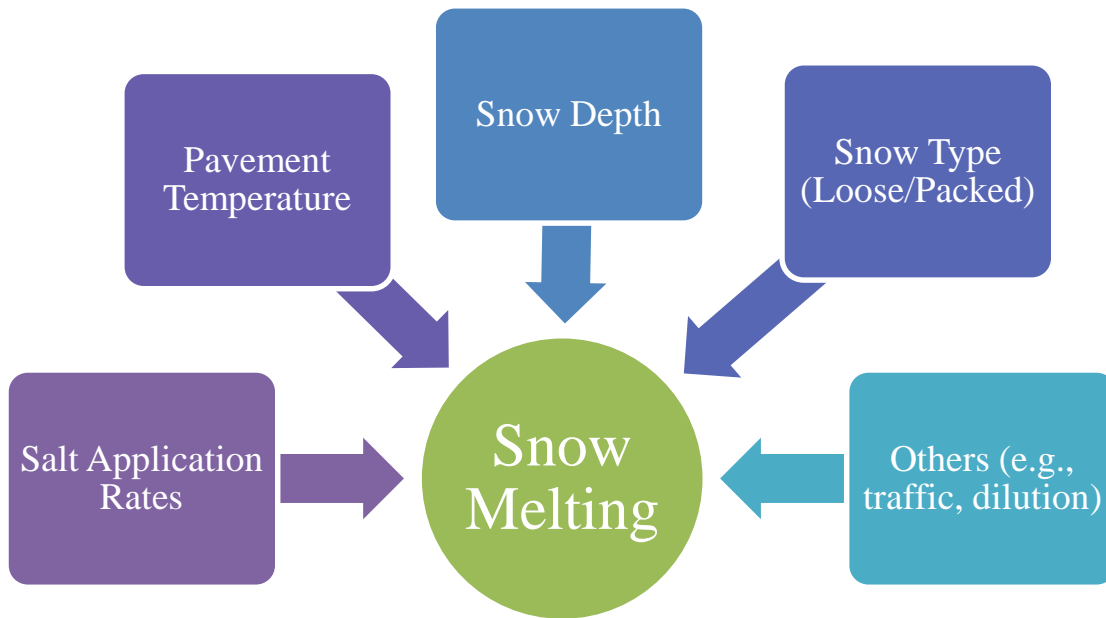 Snow Depth
Pavement
Temperature
Snow Type
(Loose/Packed)
Salt Application
Rates
Snow
Melting
Others (e.g.,
traffic, dilution)